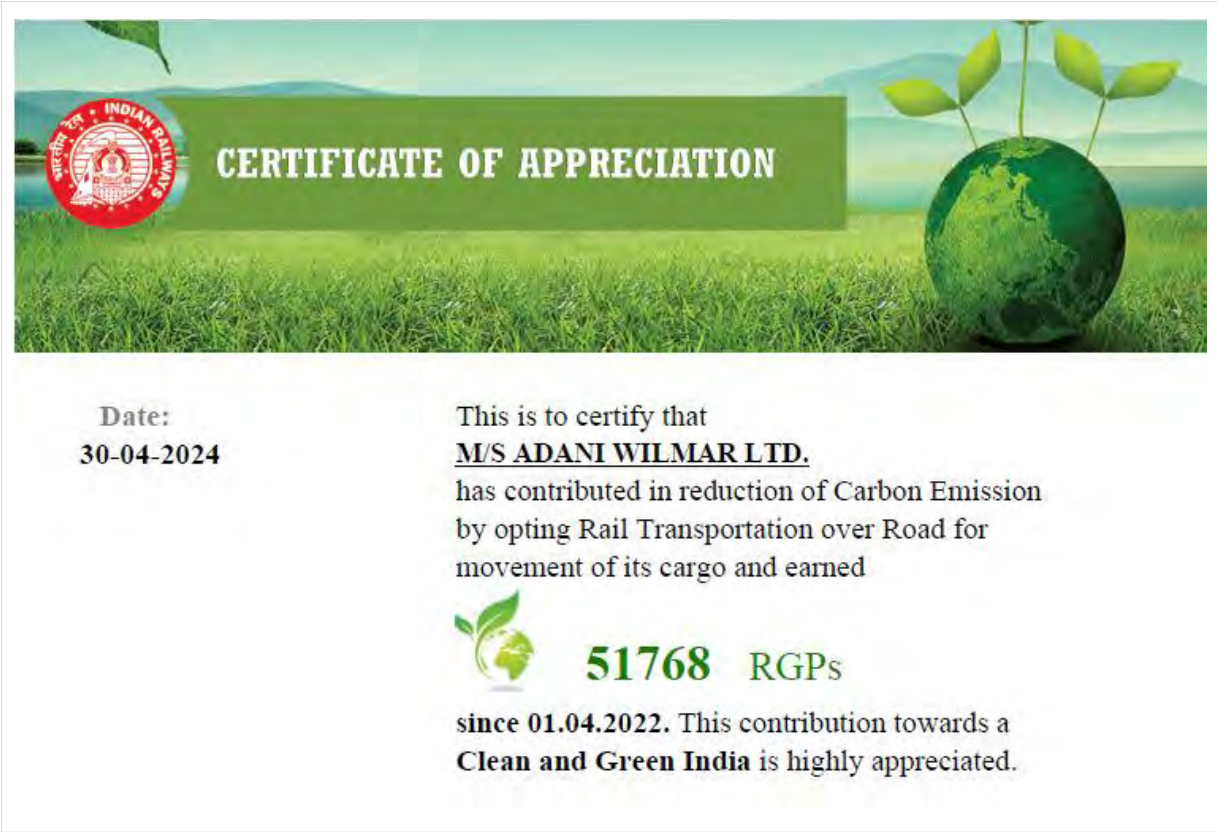 भारतीय रेल • INDIAN RAILWAYS
CERTIFICATE OF APPRECIATION
Date:
30-04-2024
This is to certify that
M/S ADANI WILMAR LTD.
has contributed in reduction of Carbon Emission
by opting Rail Transportation over Road for
movement of its cargo and earned
51768 RGPs
since 01.04.2022. This contribution towards a
Clean and Green India is highly appreciated.